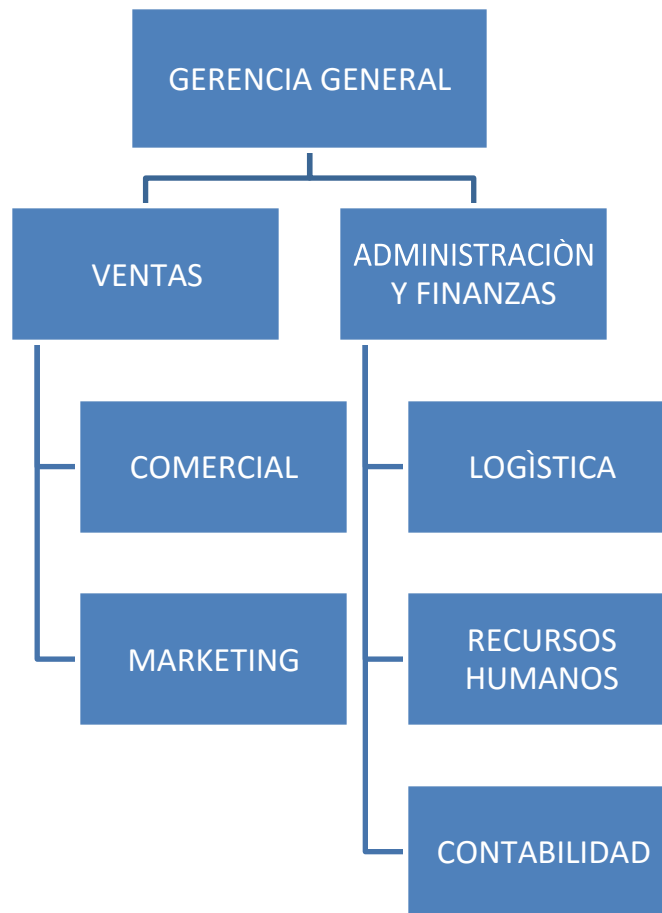 GERENCIA GENERAL
VENTAS
ADMINISTRACIÒN
Y FINANZAS
COMERCIAL
LOGÌSTICA
MARKETING
RECURSOS
HUMANOS
CONTABILIDAD